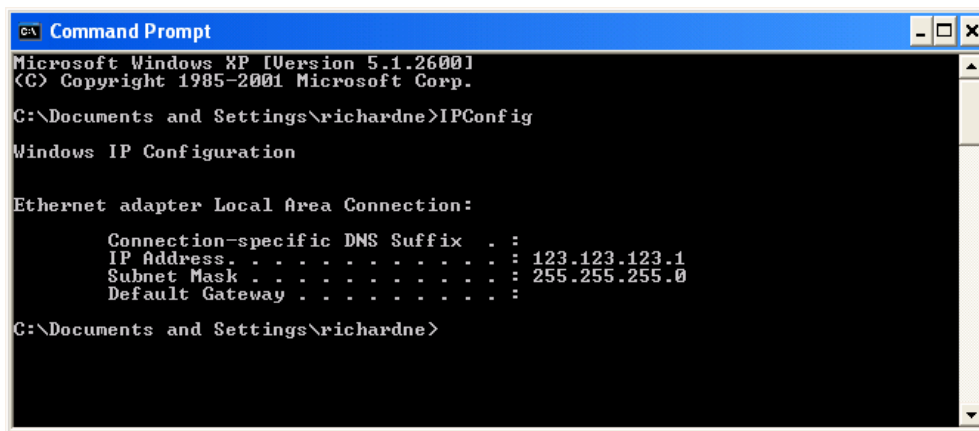 Command Prompt
Microsoft Windows XP [Version 5.1.2600]
(C) Copyright 1985-2001 Microsoft Corp.
C:\Documents and Settings\richardne>IPConfig
Windows IP Configuration
Ethernet adapter Local Area Connection:
Connection-specific DNS Suffix  . :
IP Address. . . . . . . . . . . . : 123.123.123.1
Subnet Mask . . . . . . . . . . . : 255.255.255.0
Default Gateway . . . . . . . . . :
C:\Documents and Settings\richardne>